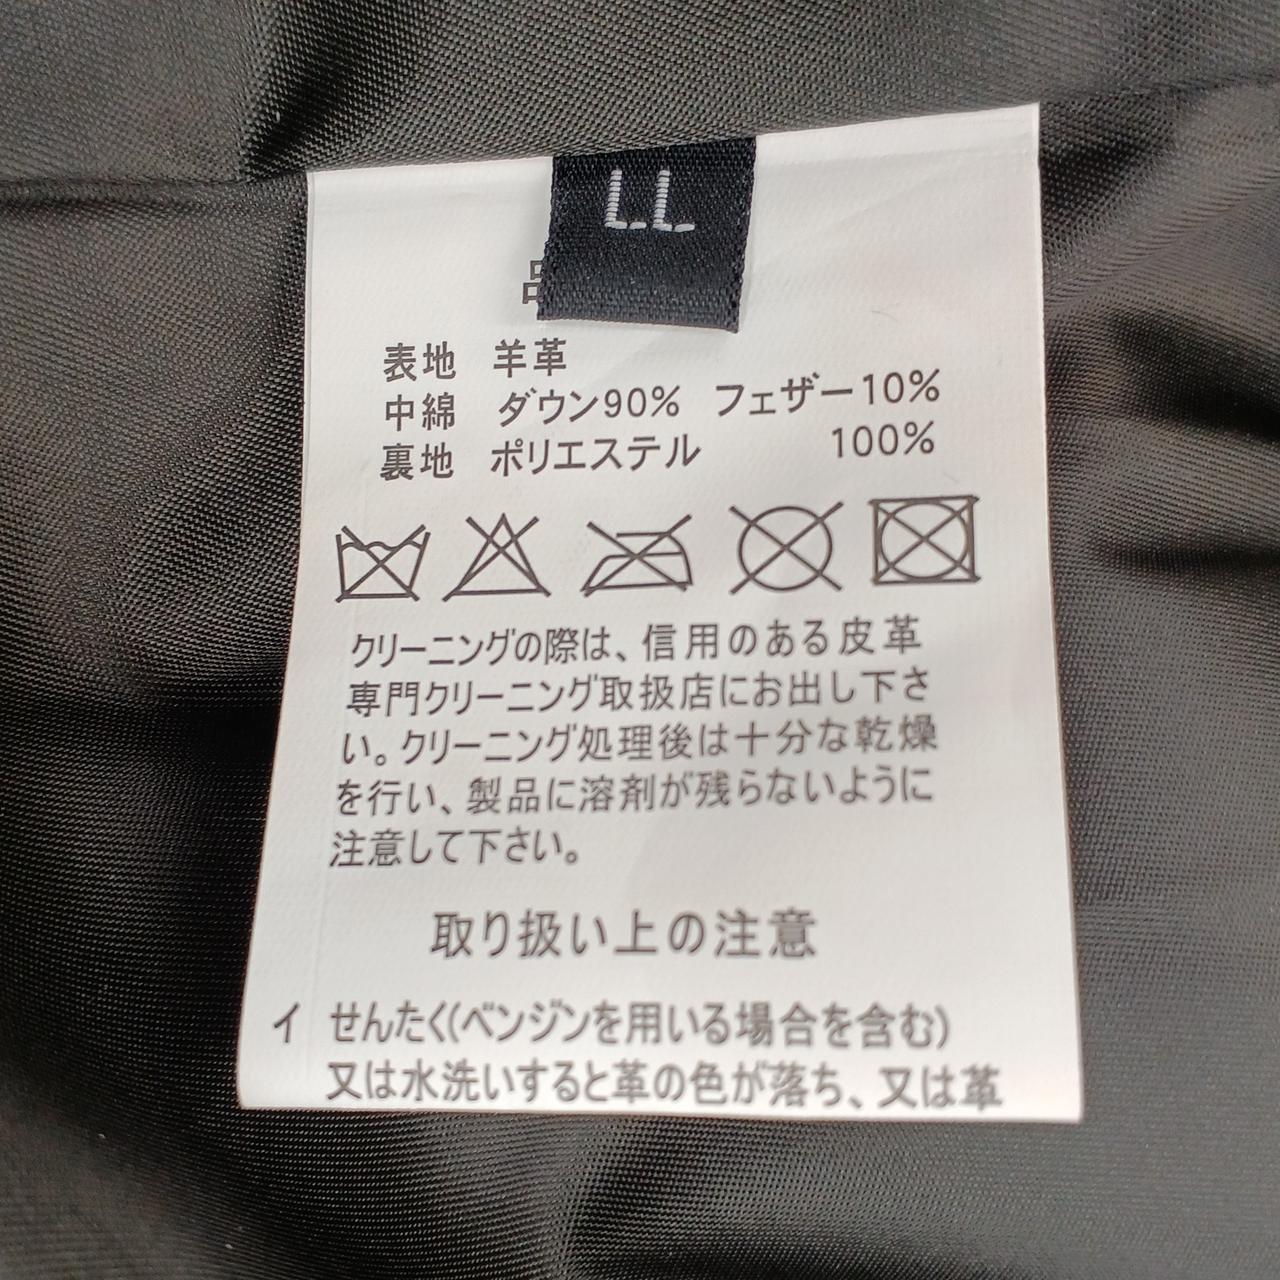 LL
表地 羊革
中綿 ダウン90% フェザー10%
裏地 ポリエステル 100%
クリーニングの際は、信用のある皮革
専門クリーニング取扱店にお出し下さ
い。クリーニング処理後は十分な乾燥
を行い、製品に溶剤が残らないように
注意して下さい。
取り扱い上の注意
イ せんたく(ベンジンを用いる場合を含む)
又は水洗いすると革の色が落ち、又は革